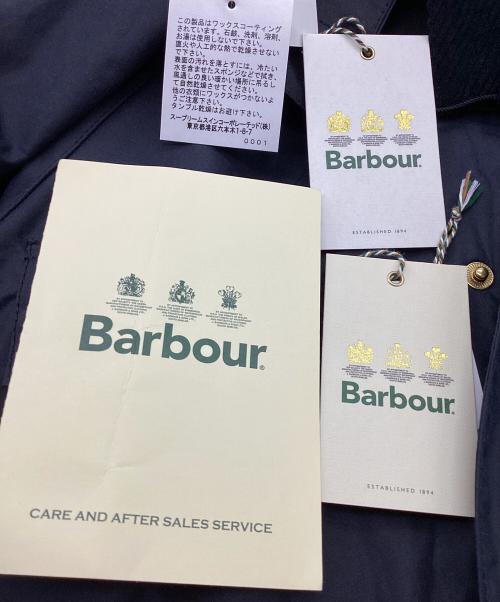 この製品はワックスコーティング
されています。石鹸、洗剤、溶剤、
お湯は使用しないで下さい。
直火や人工的な熱で乾燥させない
で下さい。
表面の汚れを落とすには、冷たい
水を含ませたスポンジなどで拭き、
風通しの良い暖かい場所に吊るし
て自然乾燥させてください。
他の衣類にワックスがつかないよ
うご注意下さい。
タンブル乾燥はお避け下さい。
スープリームスインコーポレーテッド(株)
東京都港区六本木1-8-7
0001
Barbour®
ESTABLISHED 1894
Barbour®
ESTABLISHED 1894
Barbour®
CARE AND AFTER SALES SERVICE